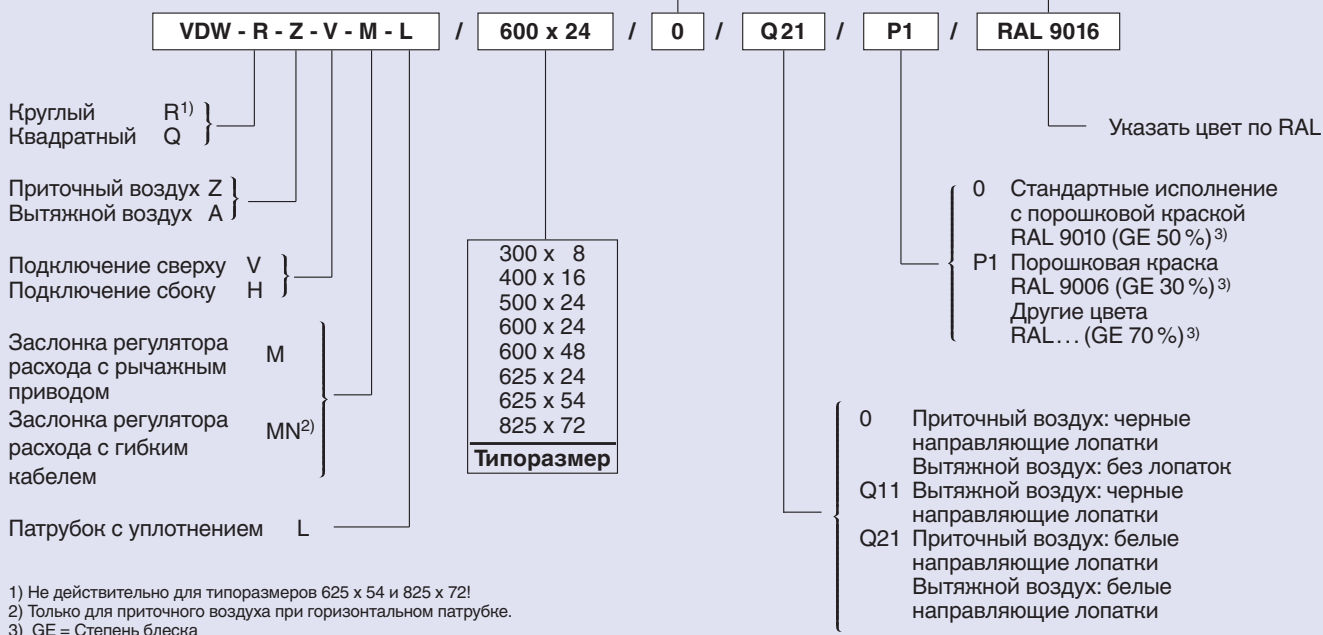 VDW - R - Z - V - M - L / 600 x 24 / 0 / Q21 / P1 / RAL 9016
Круглый R1)
Квадратный Q
Приточный воздух Z
Вытяжной воздух A
Подключение сверху V
Подключение сбоку H
Заслонка регулятора
расхода с рычажным
приводом
M
Заслонка регулятора
расхода с гибким
кабелем
MN2)
Патрубок с уплотнением L
300 x 8
400 x 16
500 x 24
600 x 24
600 x 48
625 x 24
625 x 54
825 x 72
Типоразмер
Указать цвет по RAL
0 Стандартные исполнение
с порошковой краской
RAL 9010 (GE 50 %)3)
P1 Порошковая краска
RAL 9006 (GE 30 %)3)
Другие цвета
RAL... (GE 70 %)3)
0 Приточный воздух: черные
направляющие лопатки
Вытяжной воздух: без лопаток
Q11 Вытяжной воздух: черные
направляющие лопатки
Q21 Приточный воздух: белые
направляющие лопатки
Вытяжной воздух: белые
направляющие лопатки
1) Не действительно для типоразмеров 625 x 54 и 825 x 72!
2) Только для приточного воздуха при горизонтальном патрубке.
3) GE = Степень блеска